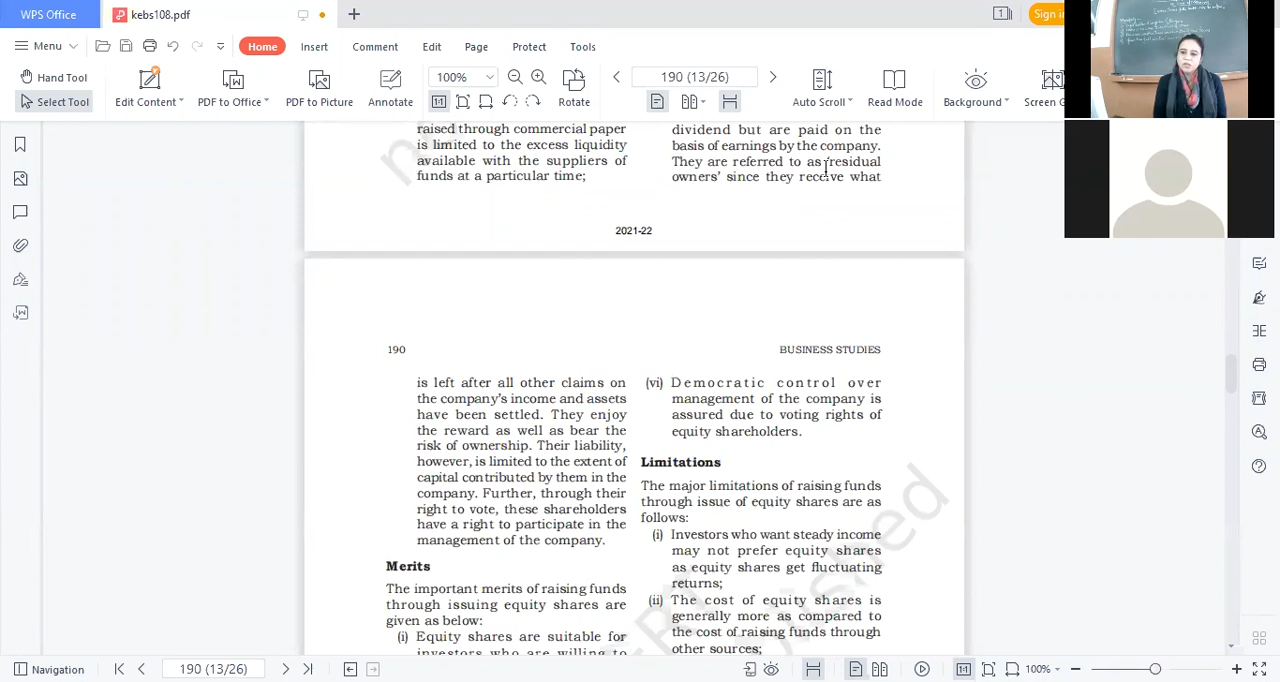 WPS Office
kebs108.pdf
1
Sign in
Menu
Home
Insert
Comment
Edit
Page
Protect
Tools
Hand Tool
Select Tool
Edit Content
PDF to Office
PDF to Picture
Annotate
100%
Rotate
190 (13/26)
Auto Scroll
Read Mode
Background
Screen G
raised through commercial paper
is limited to the excess liquidity
available with the suppliers of
funds at a particular time;
dividend but are paid on the
basis of earnings by the company.
They are referred to as 'residual
owners' since they receive what
2021-22
190
BUSINESS STUDIES
is left after all other claims on
the company's income and assets
have been settled. They enjoy
the reward as well as bear the
risk of ownership. Their liability,
however, is limited to the extent of
capital contributed by them in the
company. Further, through their
right to vote, these shareholders
have a right to participate in the
management of the company.
Merits
The important merits of raising funds
through issuing equity shares are
given as below:
(i) Equity shares are suitable for
investors who are willing to
(vi) Democratic control over
management of the company is
assured due to voting rights of
equity shareholders.
Limitations
The major limitations of raising funds
through issue of equity shares are as
follows:
(i) Investors who want steady income
may not prefer equity shares
as equity shares get fluctuating
returns;
(ii) The cost of equity shares is
generally more as compared to
the cost of raising funds through
other sources;
Navigation
190 (13/26)
100%